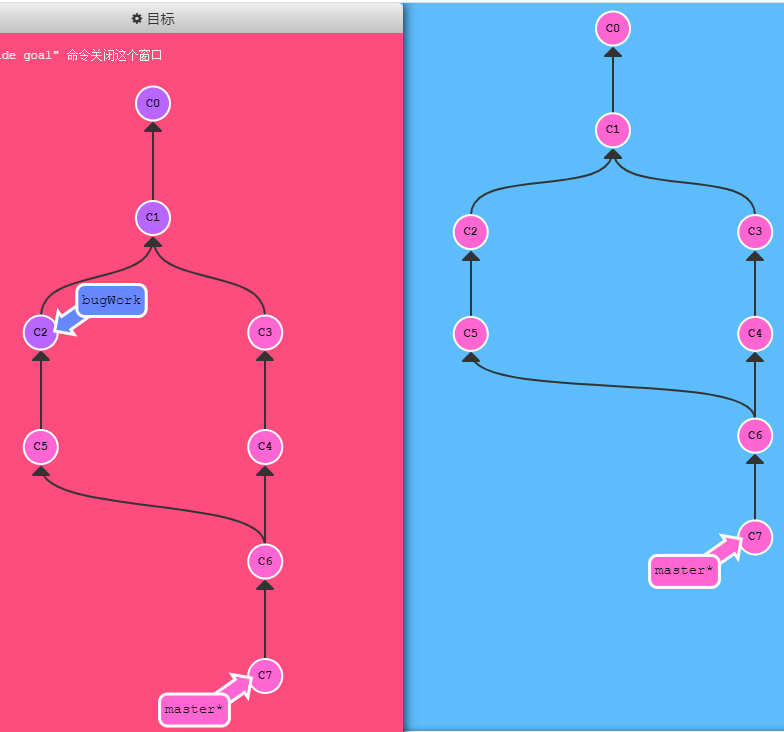 目标
de goal" 命令关闭这个窗口
C0
C1
bugWork
C2
C3
C5
C4
C6
C7
master*
C0
C1
C2
C3
C5
C4
C6
C7
master*